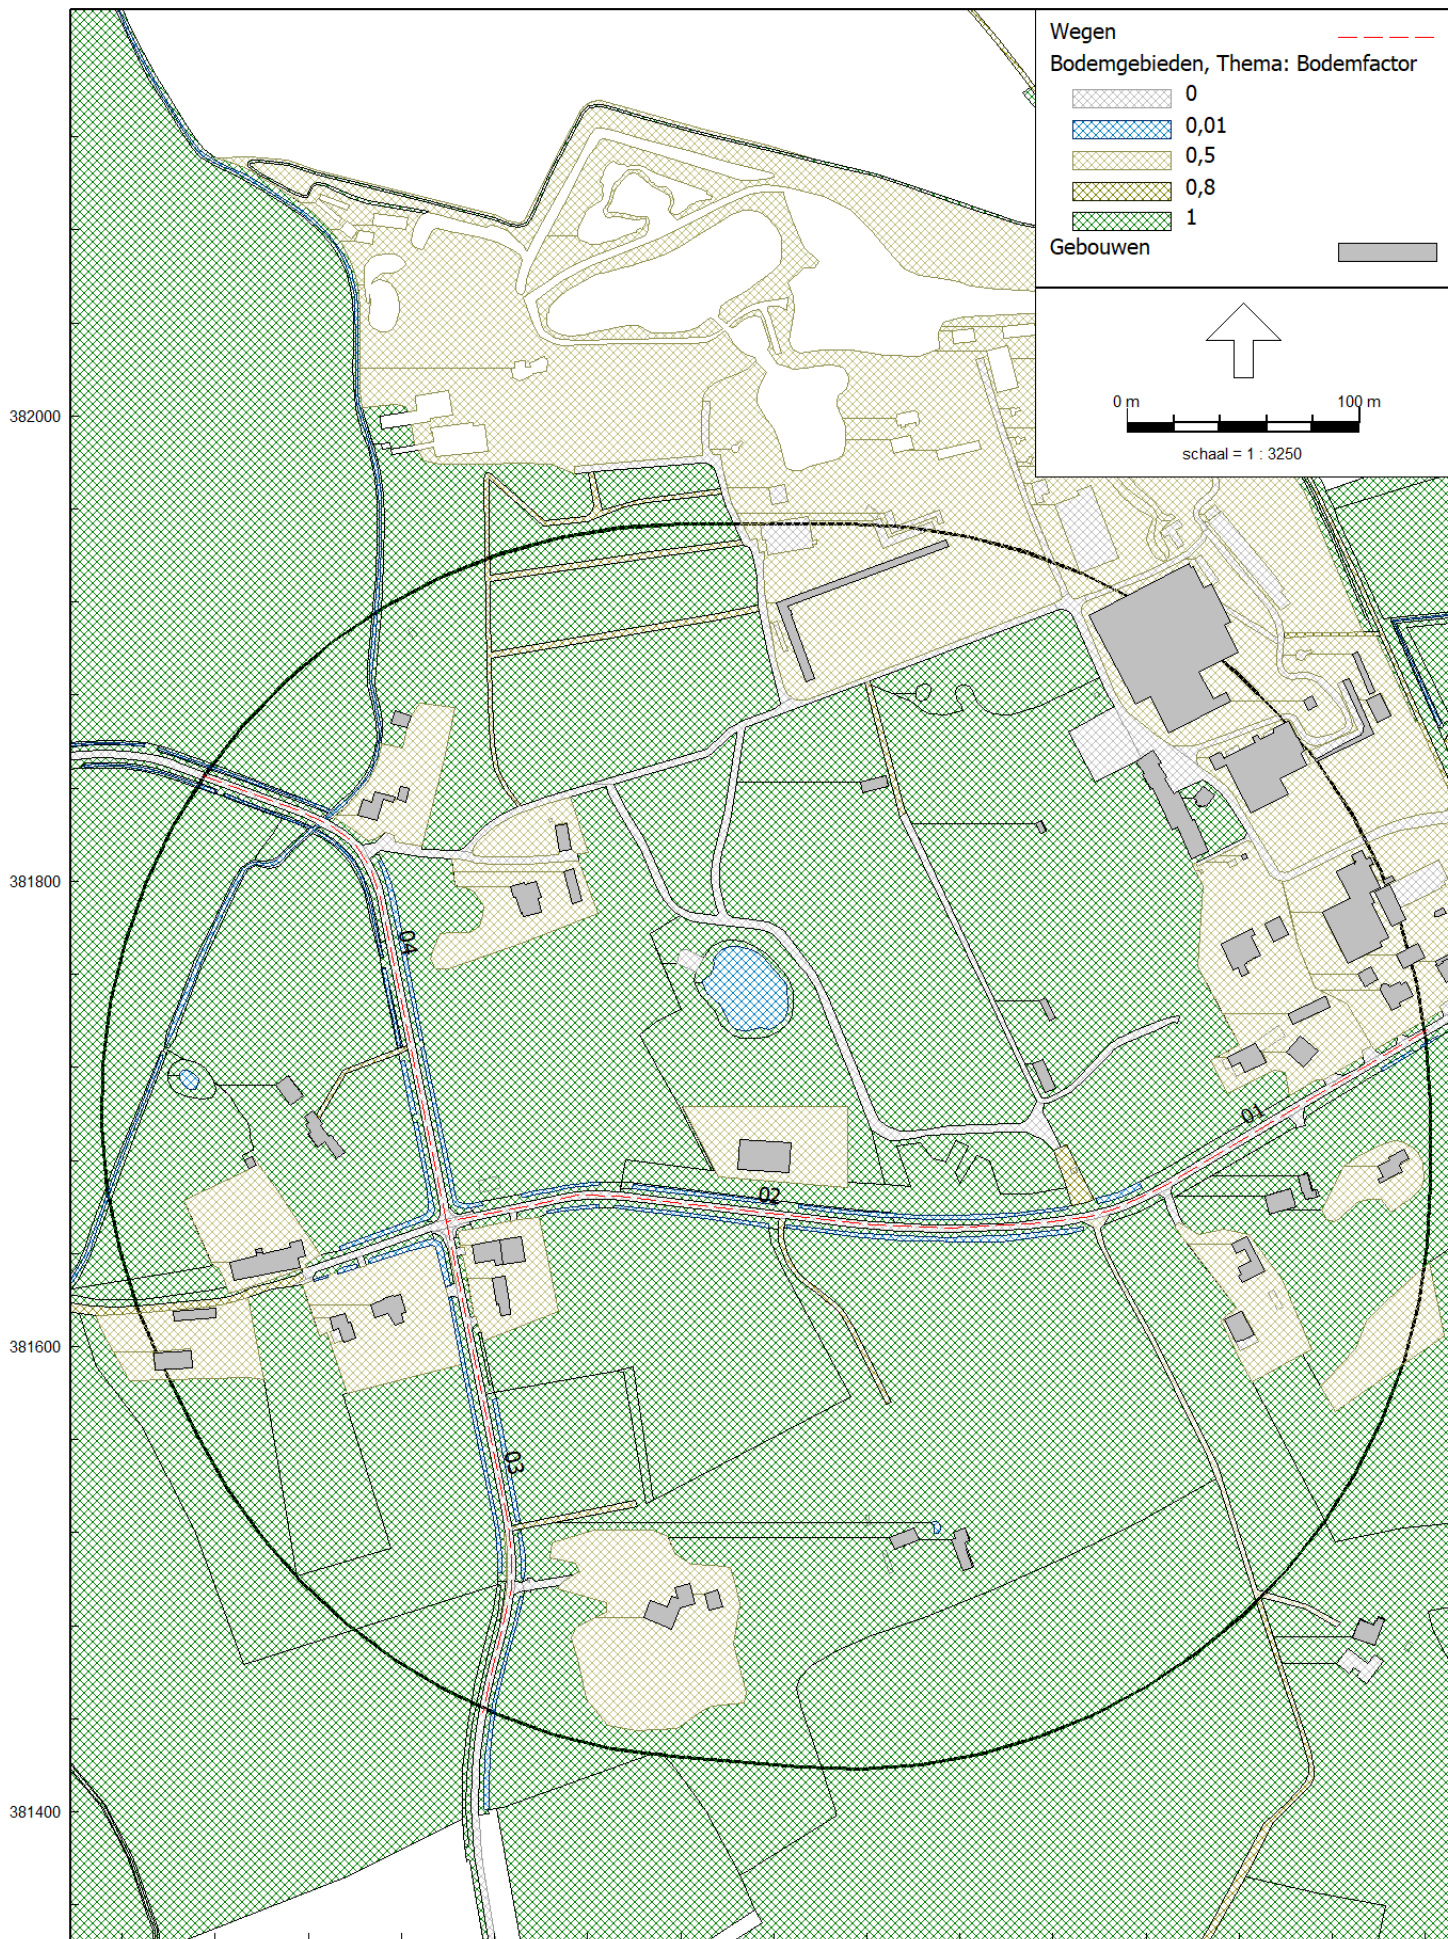 Wegen
Bodemgebieden, Thema: Bodemfactor
0
0,01
0,5
0,8
1
Gebouwen
0 m 100 m
schaal = 1 : 3250
382000
381800
04
01
02
381600
03
381400